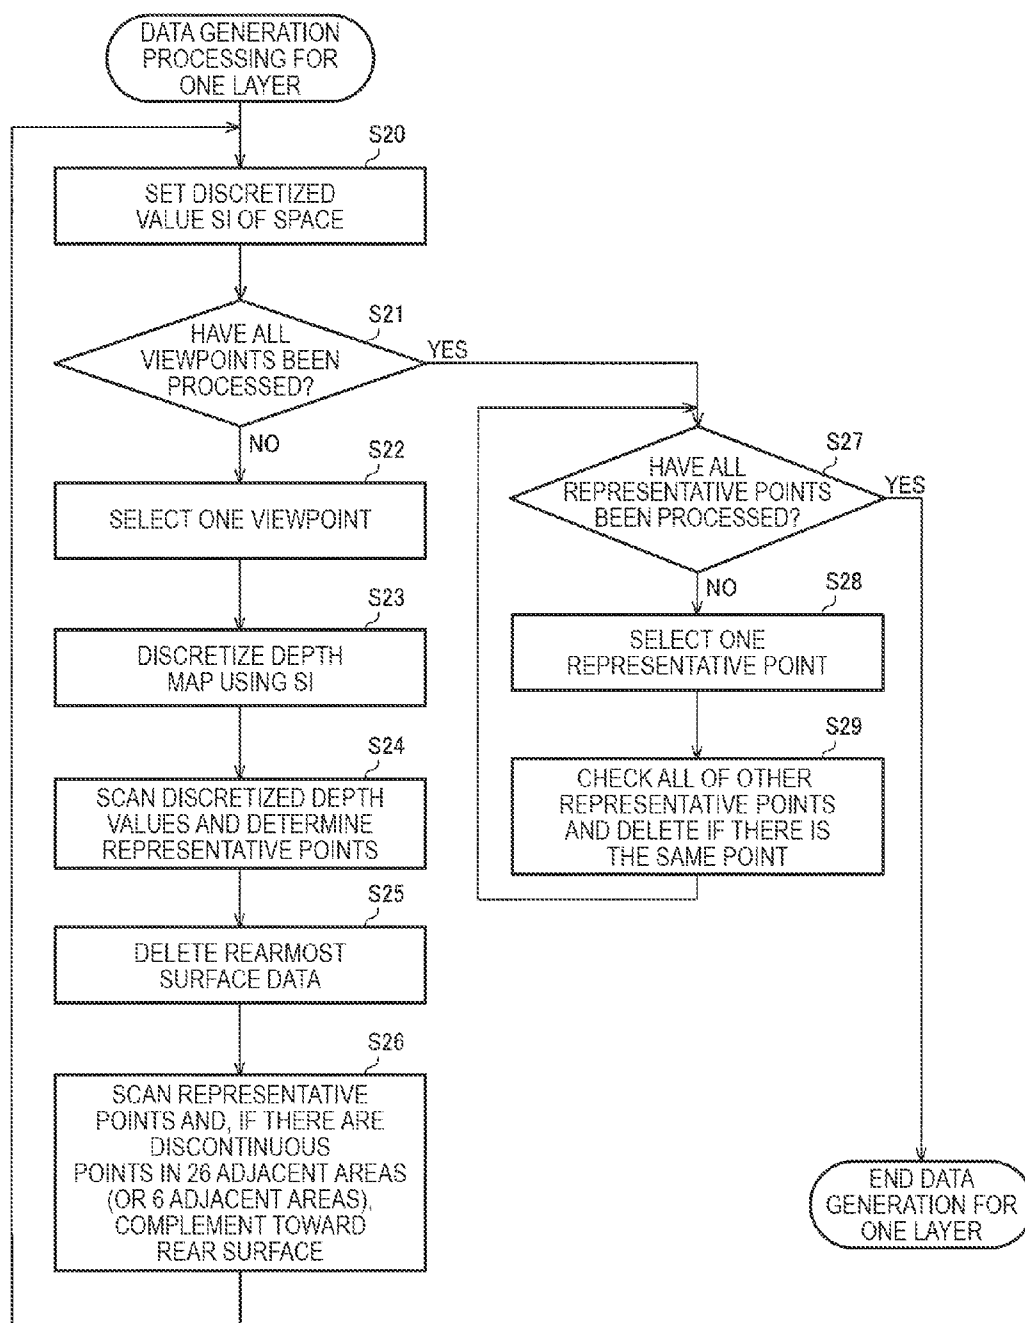 DATA GENERATION
PROCESSING FOR
ONE LAYER
S20
SET DISCRETIZED
VALUE SI OF SPACE
S21
HAVE ALL
VIEWPOINTS BEEN
PROCESSED?
YES
NO
S22
SELECT ONE VIEWPOINT
S23
DISCRETIZE DEPTH
MAP USING SI
S24
SCAN DISCRETIZED DEPTH
VALUES AND DETERMINE
REPRESENTATIVE POINTS
S25
DELETE REARMOST
SURFACE DATA
S26
SCAN REPRESENTATIVE
POINTS AND, IF THERE ARE
DISCONTINUOUS
POINTS IN 26 ADJACENT AREAS
(OR 6 ADJACENT AREAS),
COMPLEMENT TOWARD
REAR SURFACE
S27
HAVE ALL
REPRESENTATIVE POINTS
BEEN PROCESSED?
YES
NO
S28
SELECT ONE
REPRESENTATIVE POINT
S29
CHECK ALL OF OTHER
REPRESENTATIVE POINTS
AND DELETE IF THERE IS
THE SAME POINT
END DATA
GENERATION FOR
ONE LAYER